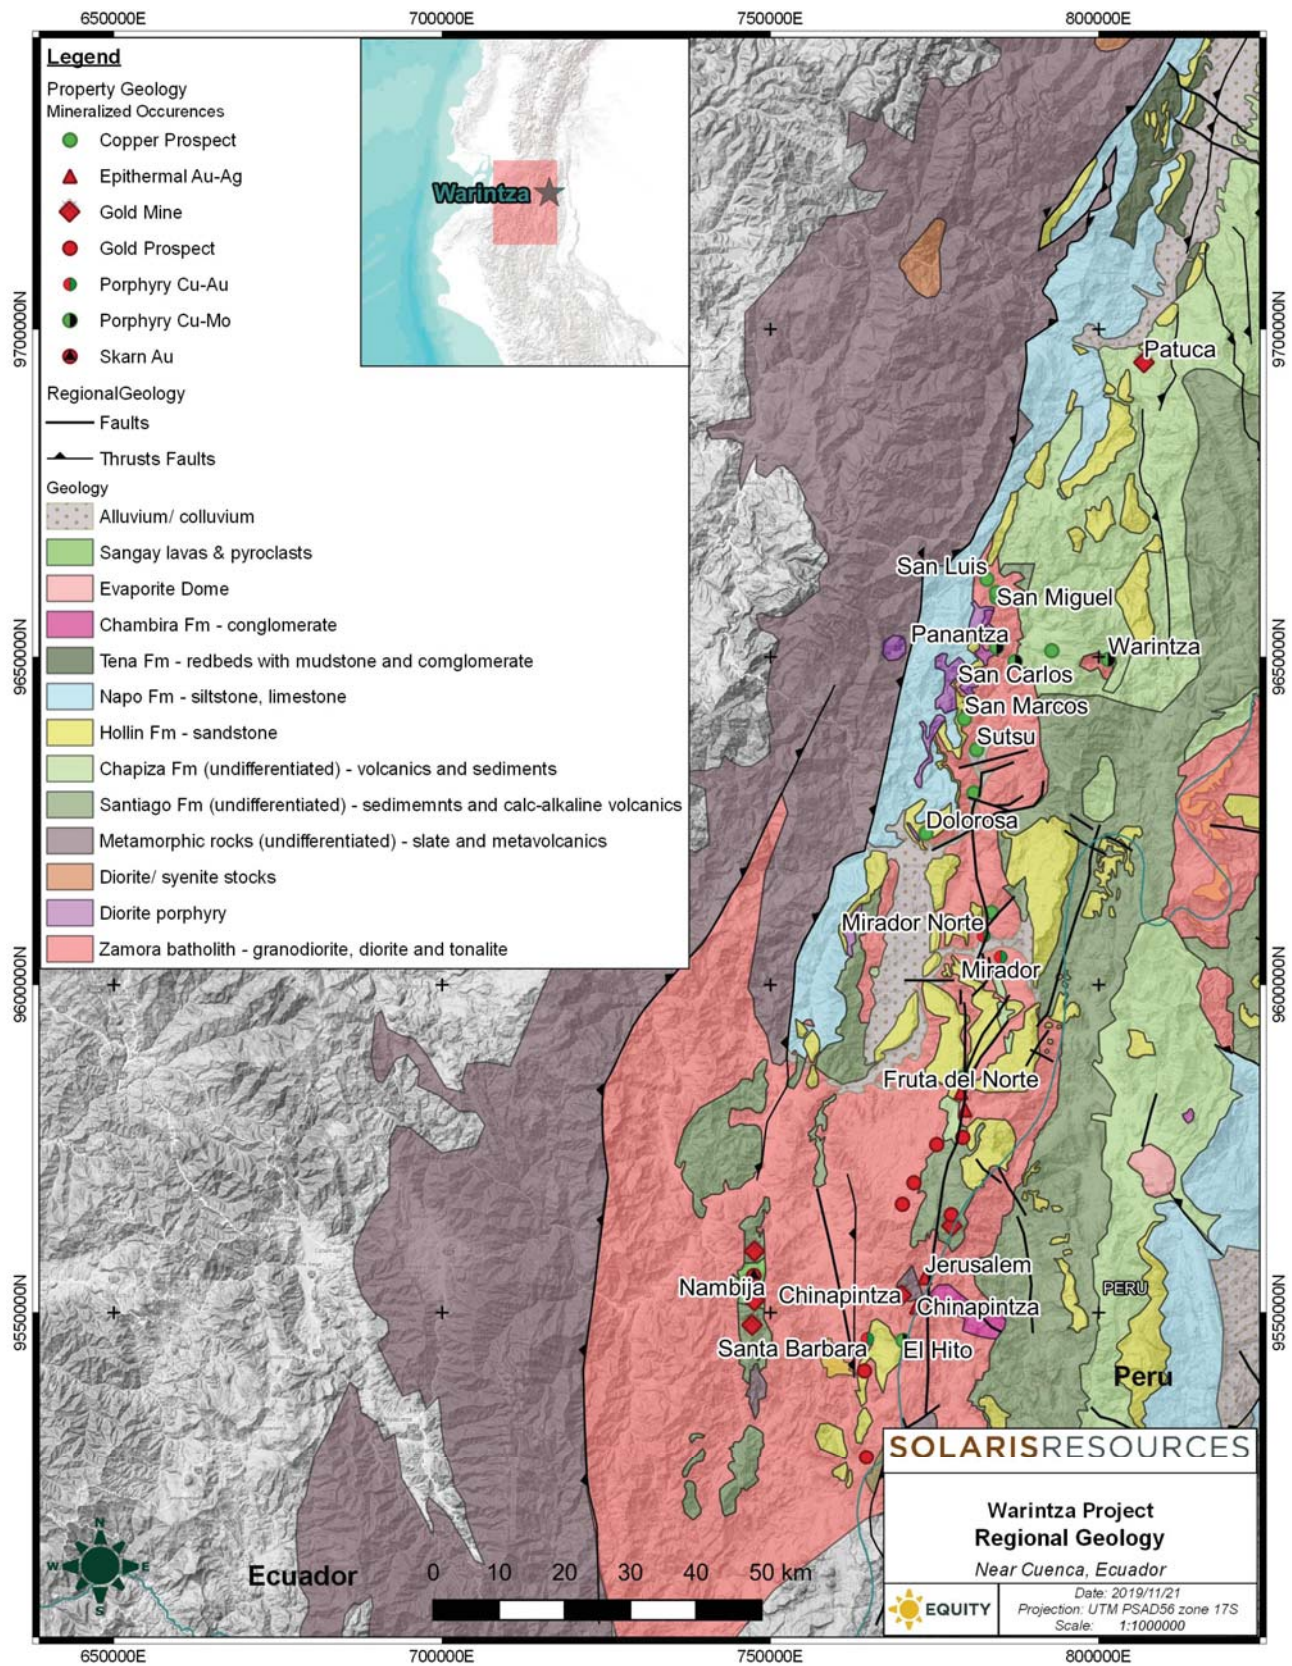 650000E 700000E 750000E 800000E
Legend
Property Geology
Mineralized Occurences
Copper Prospect
Epithermal Au-Ag
Gold Mine
Gold Prospect
Porphyry Cu-Au
Porphyry Cu-Mo
Skarn Au
RegionalGeology
Faults
Thrusts Faults
Geology
Alluvium/ colluvium
Sangay lavas & pyroclasts
Evaporite Dome
Chambira Fm - conglomerate
Tena Fm - redbeds with mudstone and comglomerate
Napo Fm - siltstone, limestone
Hollin Fm - sandstone
Chapiza Fm (undifferentiated) - volcanics and sediments
Santiago Fm (undifferentiated) - sedimemnts and calc-alkaline volcanics
Metamorphic rocks (undifferentiated) - slate and metavolcanics
Diorite/ syenite stocks
Diorite porphyry
Zamora batholith - granodiorite, diorite and tonalite
Warintza
9700000N
9650000N
9600000N
9550000N
9700000N
9650000N
9600000N
9550000N
Patuca
San Luis
San Miguel
Panantza
Warintza
San Carlos
San Marcos
Sutsu
Dolorosa
Mirador Norte
Mirador
Fruta del Norte
Jerusalem
Nambija
Chinapintza
Chinapintza
PERU
Santa Barbara
El Hito
Peru
Ecuador
N
W E
S
0 10 20 30 40 50 km
SOLARISRESOURCES
Warintza Project
Regional Geology
Near Cuenca, Ecuador
EQUITY
Date: 2019/11/21
Projection: UTM PSAD56 zone 17S
Scale: 1:1000000
650000E 700000E 750000E 800000E